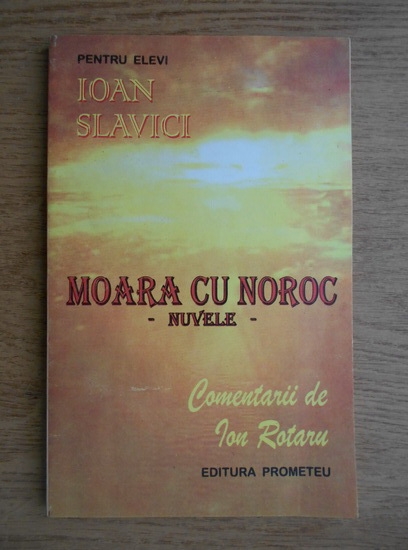 PENTRU ELEVI
IOAN
SLAVICI
MOARA CU NOROC
- NUVELE -
Comentarii de
Ion Rotaru
EDITURA PROMETEU